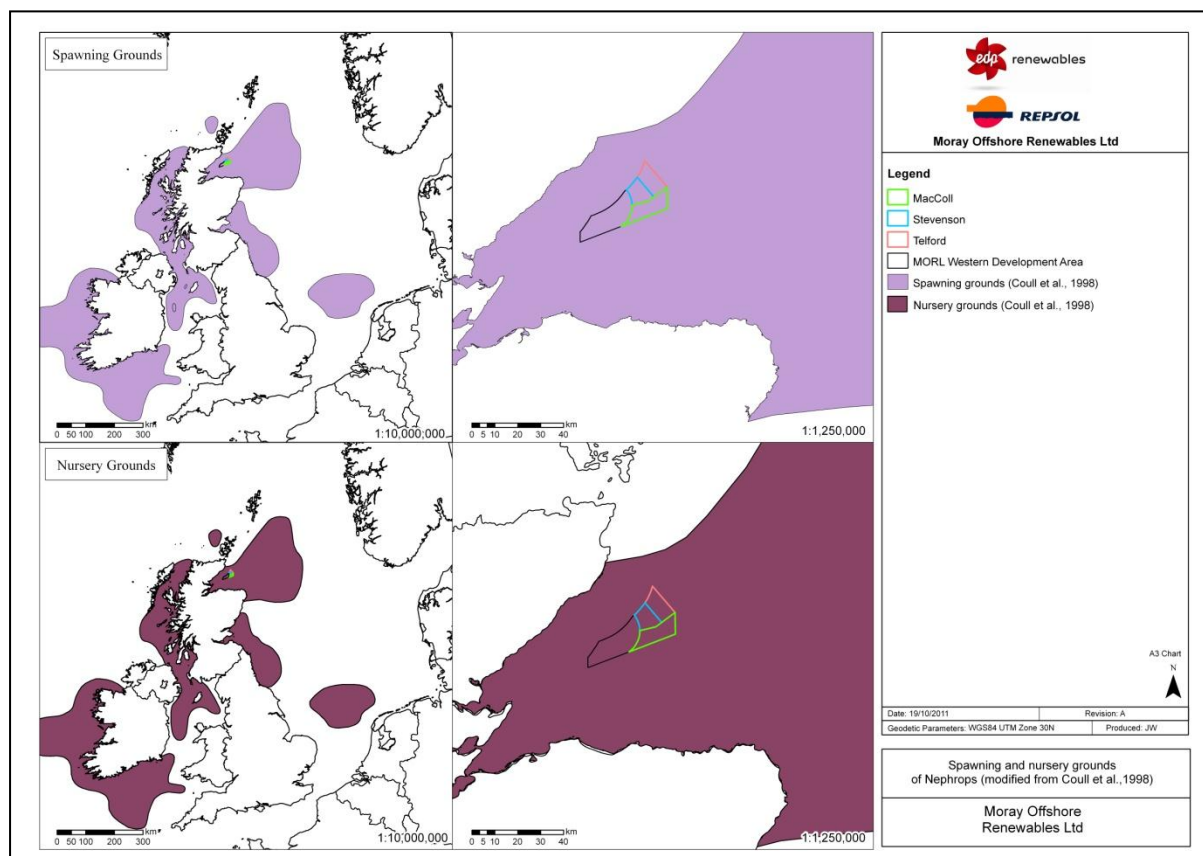 Spawning Grounds
km
0 50 100 200 300
1:10,000,000
km
0 5 10 20 30 40
1:1,250,000
Nursery Grounds
km
0 50 100 200 300
1:10,000,000
km
0 5 10 20 30 40
1:1,250,000
edp renewables
REPSOL
Moray Offshore Renewables Ltd
Legend
MacColl
Stevenson
Telford
MORL Western Development Area
Spawning grounds (Coull et al., 1998)
Nursery grounds (Coull et al., 1998)
A3 Chart
N
Date: 19/10/2011 Revision: A
Geodetic Parameters: WGS84 UTM Zone 30N Produced: JW
Spawning and nursery grounds
of Nephrops (modified from Coull et al.,1998)
Moray Offshore
Renewables Ltd